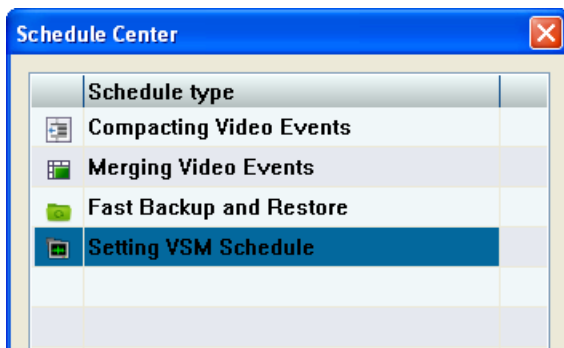 Schedule Center
Schedule type
Compacting Video Events
Merging Video Events
Fast Backup and Restore
Setting VSM Schedule